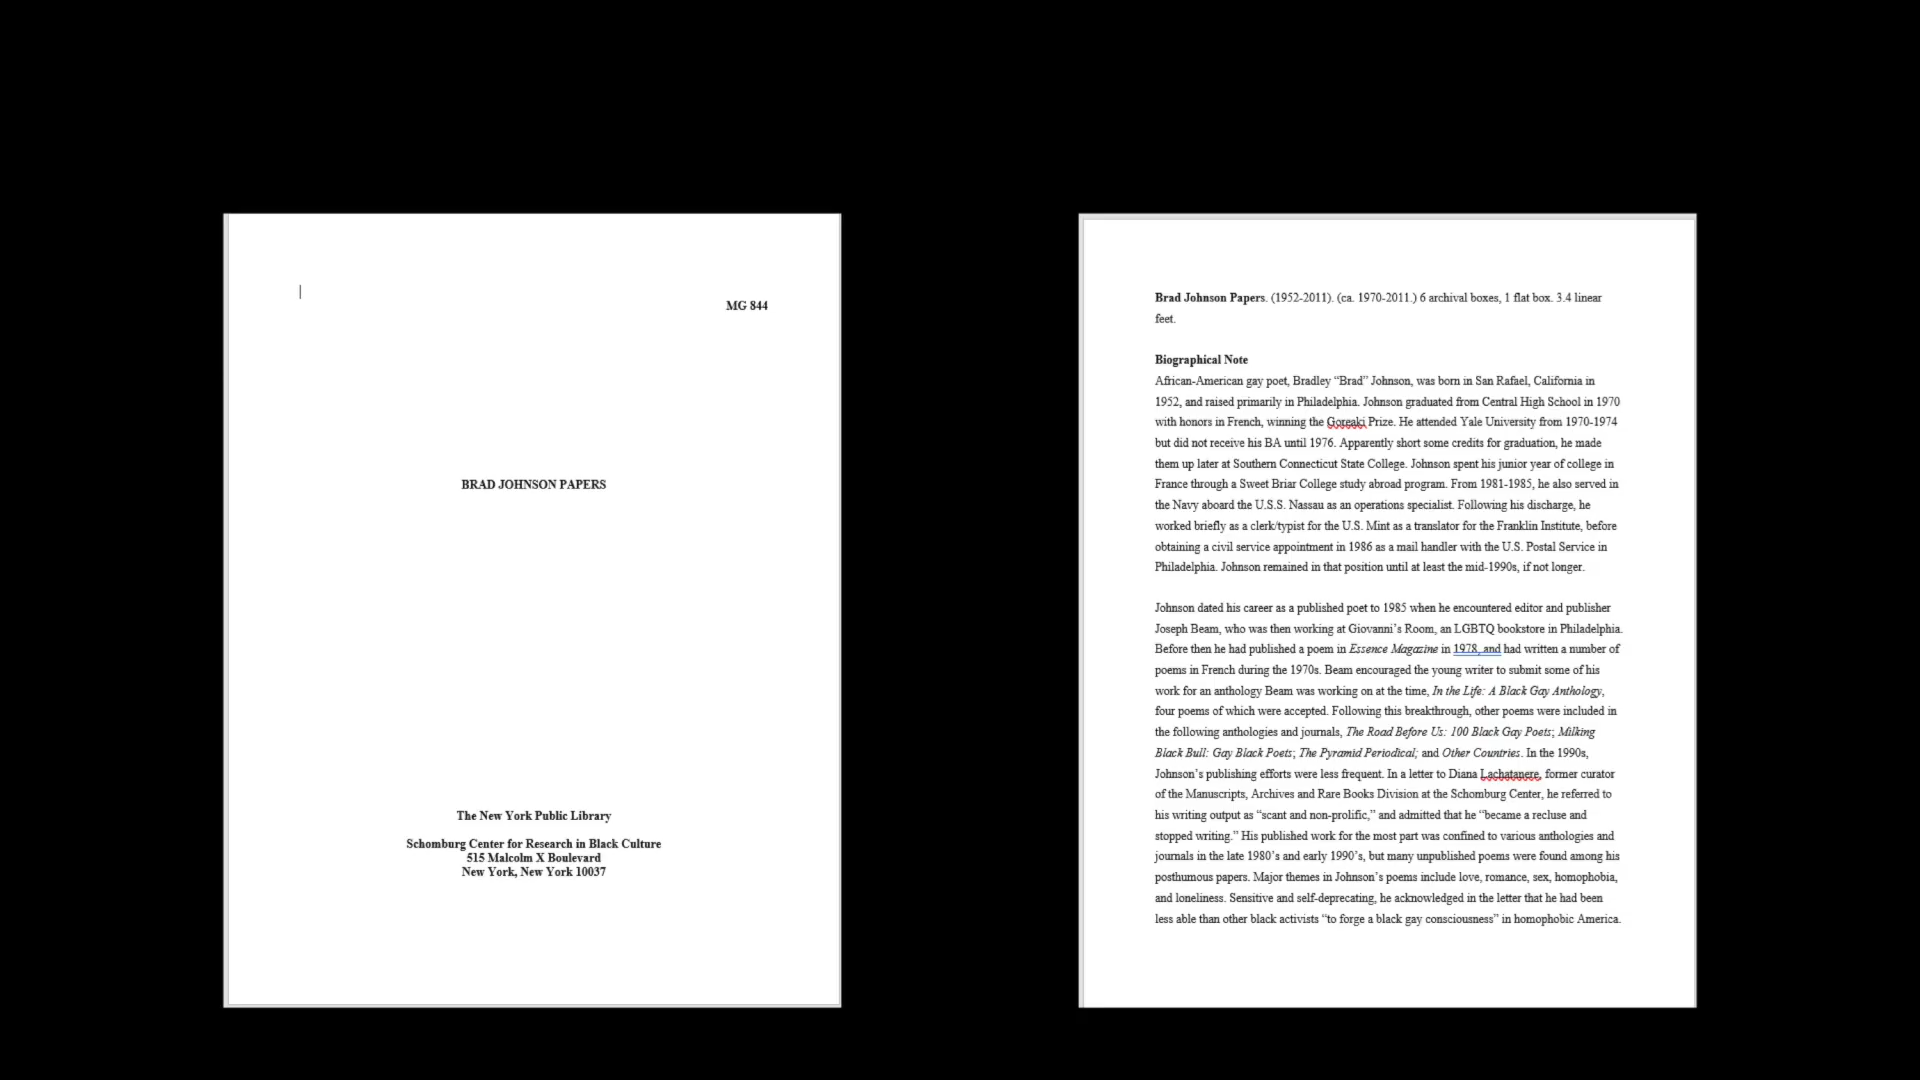 MG 844
BRAD JOHNSON PAPERS
The New York Public Library
Schomburg Center for Research in Black Culture
515 Malcolm X Boulevard
New York, New York 10037
Brad Johnson Papers. (1952-2011). (ca. 1970-2011.) 6 archival boxes, 1 flat box. 3.4 linear
feet.
Biographical Note
African-American gay poet, Bradley “Brad” Johnson, was born in San Rafael, California in
1952, and raised primarily in Philadelphia. Johnson graduated from Central High School in 1970
with honors in French, winning the Goreaki Prize. He attended Yale University from 1970-1974
but did not receive his BA until 1976. Apparently short some credits for graduation, he made
them up later at Southern Connecticut State College. Johnson spent his junior year of college in
France through a Sweet Briar College study abroad program. From 1981-1985, he also served in
the Navy aboard the U.S.S. Nassau as an operations specialist. Following his discharge, he
worked briefly as a clerk/typist for the U.S. Mint as a translator for the Franklin Institute, before
obtaining a civil service appointment in 1986 as a mail handler with the U.S. Postal Service in
Philadelphia. Johnson remained in that position until at least the mid-1990s, if not longer.
Johnson dated his career as a published poet to 1985 when he encountered editor and publisher
Joseph Beam, who was then working at Giovanni’s Room, an LGBTQ bookstore in Philadelphia.
Before then he had published a poem in Essence Magazine in 1978, and had written a number of
poems in French during the 1970s. Beam encouraged the young writer to submit some of his
work for an anthology Beam was working on at the time, In the Life: A Black Gay Anthology,
four poems of which were accepted. Following this breakthrough, other poems were included in
the following anthologies and journals, The Road Before Us: 100 Black Gay Poets; Milking
Black Bull: Gay Black Poets; The Pyramid Periodical; and Other Countries. In the 1990s,
Johnson’s publishing efforts were less frequent. In a letter to Diana Lachatanere, former curator
of the Manuscripts, Archives and Rare Books Division at the Schomburg Center, he referred to
his writing output as “scant and non-prolific,” and admitted that he “became a recluse and
stopped writing.” His published work for the most part was confined to various anthologies and
journals in the late 1980’s and early 1990’s, but many unpublished poems were found among his
posthumous papers. Major themes in Johnson’s poems include love, romance, sex, homophobia,
and loneliness. Sensitive and self-deprecating, he acknowledged in the letter that he had been
less able than other black activists “to forge a black gay consciousness” in homophobic America.